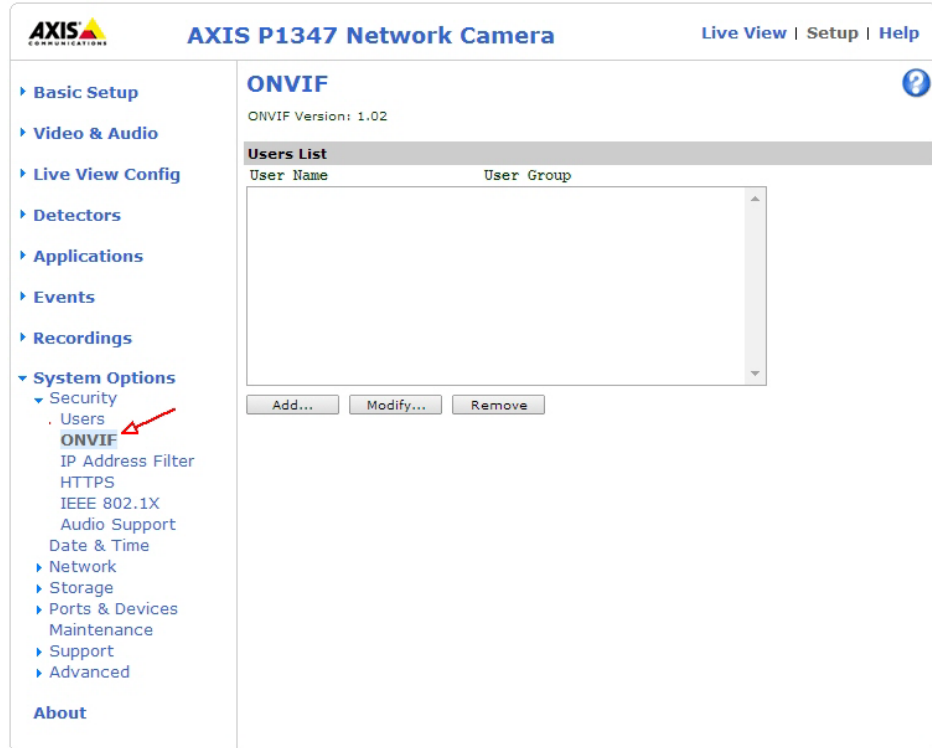 AXIS
COMMUNICATIONS
AXIS P1347 Network Camera
Live View | Setup | Help
Basic Setup
Video & Audio
Live View Config
Detectors
Applications
Events
Recordings
System Options
Security
Users
ONVIF
IP Address Filter
HTTPS
IEEE 802.1X
Audio Support
Date & Time
Network
Storage
Ports & Devices
Maintenance
Support
Advanced
About
ONVIF
ONVIF Version: 1.02
Users List
User Name User Group
Add... Modify... Remove